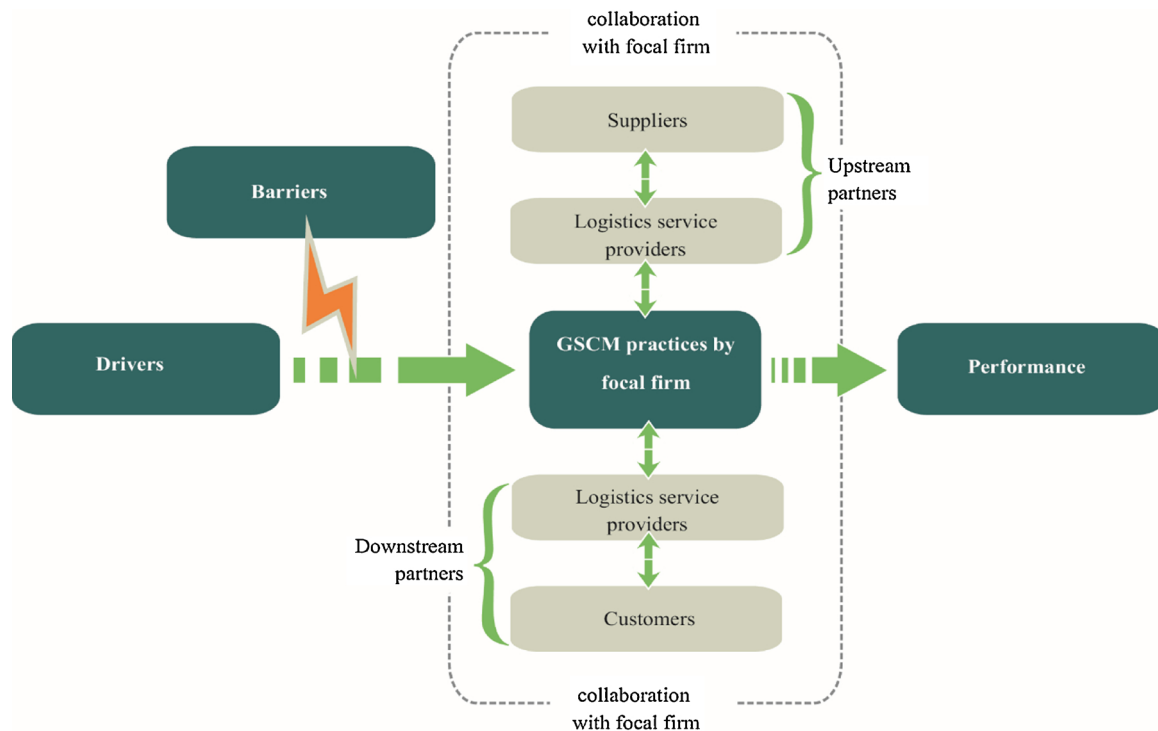 collaboration
with focal firm
Suppliers
Upstream
partners
Barriers
Logistics service
providers
Drivers
GSCM practices by
focal firm
Performance
Logistics service
providers
Downstream
partners
Customers
collaboration
with focal firm